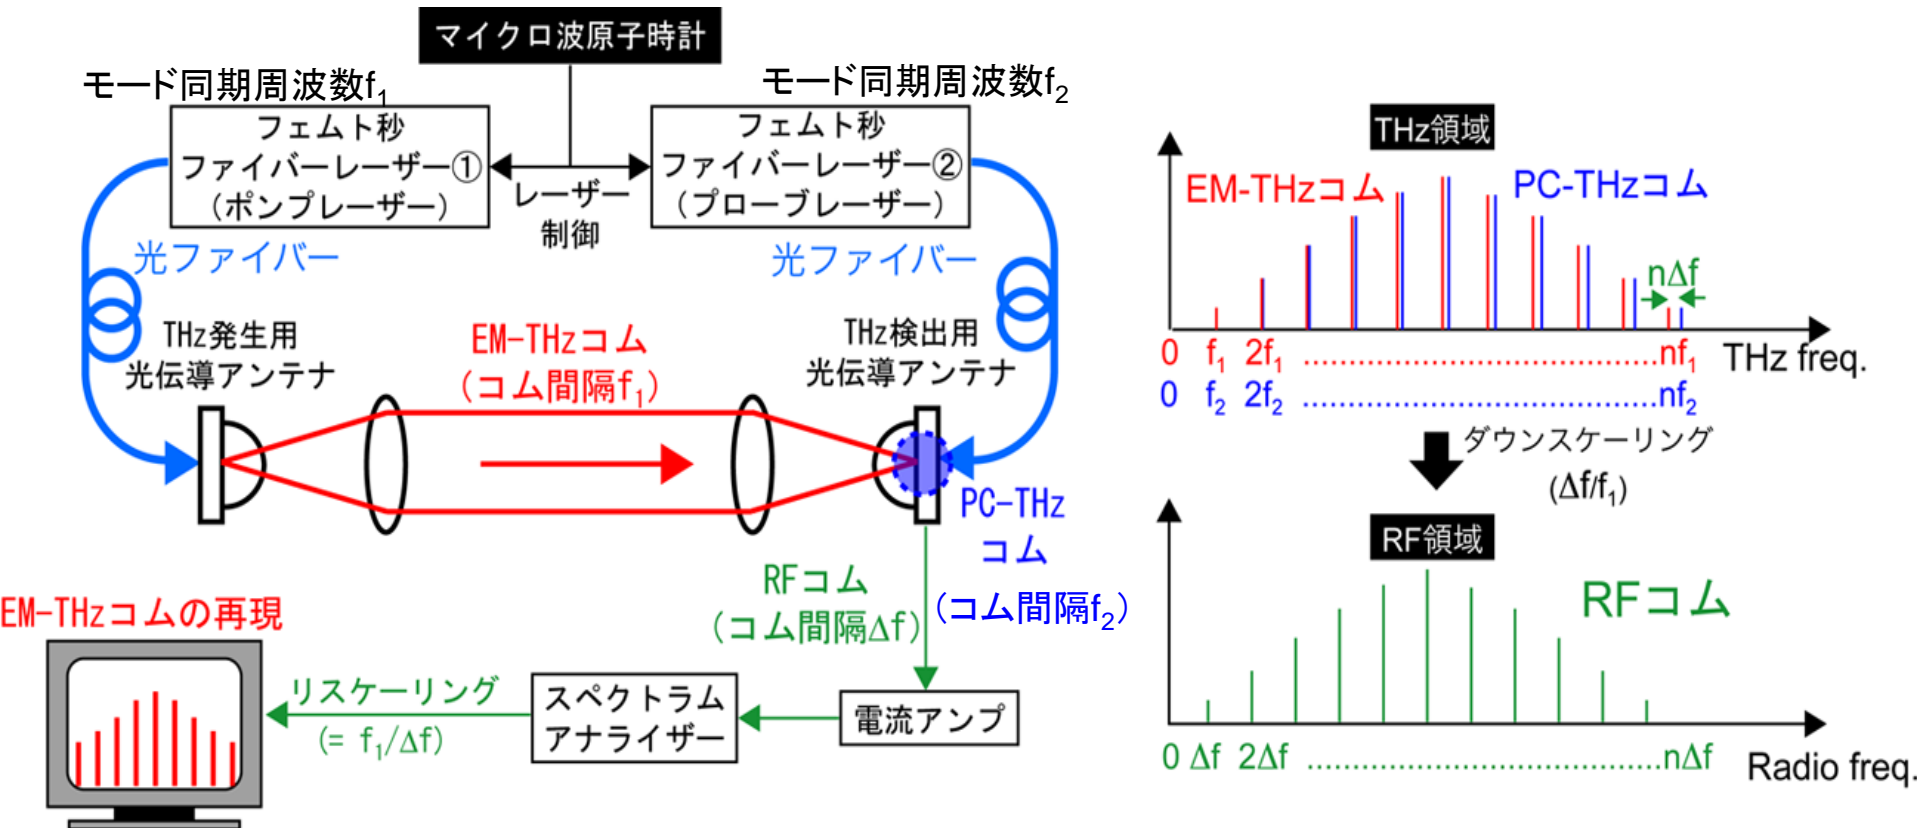 マイクロ波原子時計
モード同期周波数f1
モード同期周波数f2
フェムト秒
ファイバーレーザー①
(ポンプレーザー)
レーザー
制御
フェムト秒
ファイバーレーザー②
(プローブレーザー)
光ファイバー
光ファイバー
THz発生用
光伝導アンテナ
EM-THzコム
(コム間隔f1)
THz検出用
光伝導アンテナ
PC-THz
コム
(コム間隔f2)
RFコム
(コム間隔Δf)
電流アンプ
スペクトラム
アナライザー
リスケーリング
(= f1/Δf)
EM-THzコムの再現
THz領域
EM-THzコム
PC-THzコム
nΔf
0 f1 2f1 ........................................nf1
THz freq.
0 f2 2f2 ........................................nf2
ダウンスケーリング
(Δf/f1)
RF領域
RFコム
0 Δf 2Δf ........................................nΔf
Radio freq.